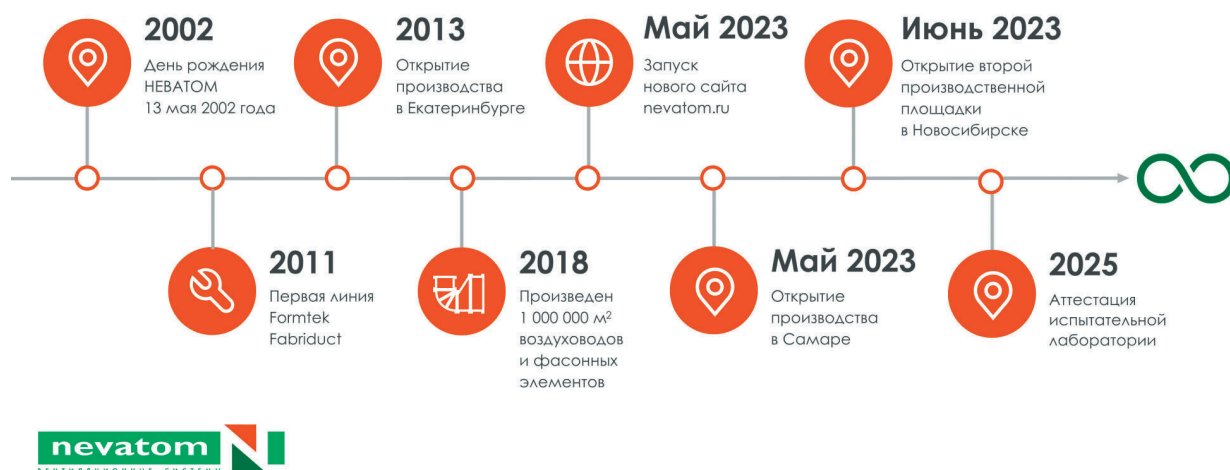 2002
День рождения
НЕВАТОМ
13 мая 2002 года
2011
Первая линия
Formtek
Fabriduct
2013
Открытие
производства
в Екатеринбурге
2018
Произведен
1 000 000 м²
воздуховодов
и фасонных
элементов
Май 2023
Запуск
нового сайта
nevatom.ru
Май 2023
Открытие
производства
в Самаре
Июнь 2023
Открытие второй
производственной
площадки
в Новосибирске
2025
Аттестация
испытательной
лаборатории
nevatom